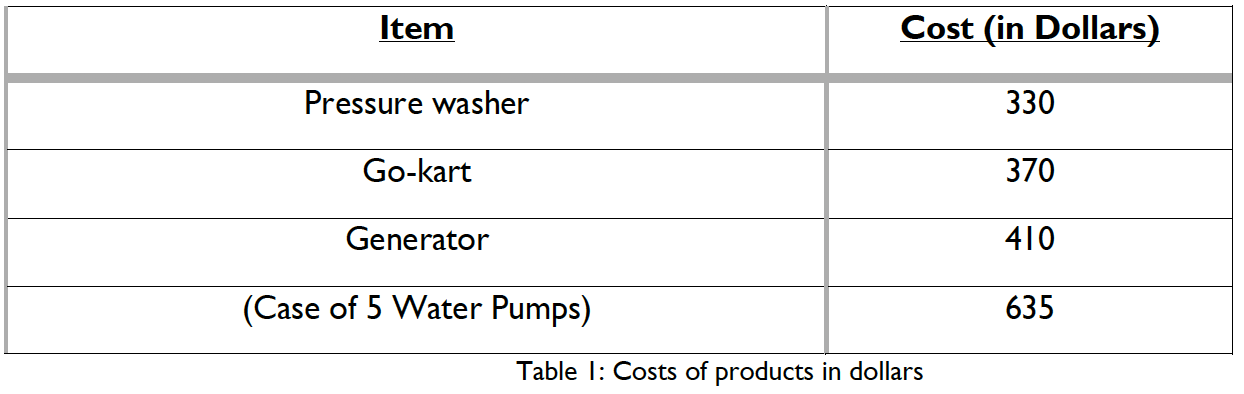 Item Cost (in Dollars)
Pressure washer 330
Go-kart 370
Generator 410
(Case of 5 Water Pumps) 635
Table 1: Costs of products in dollars